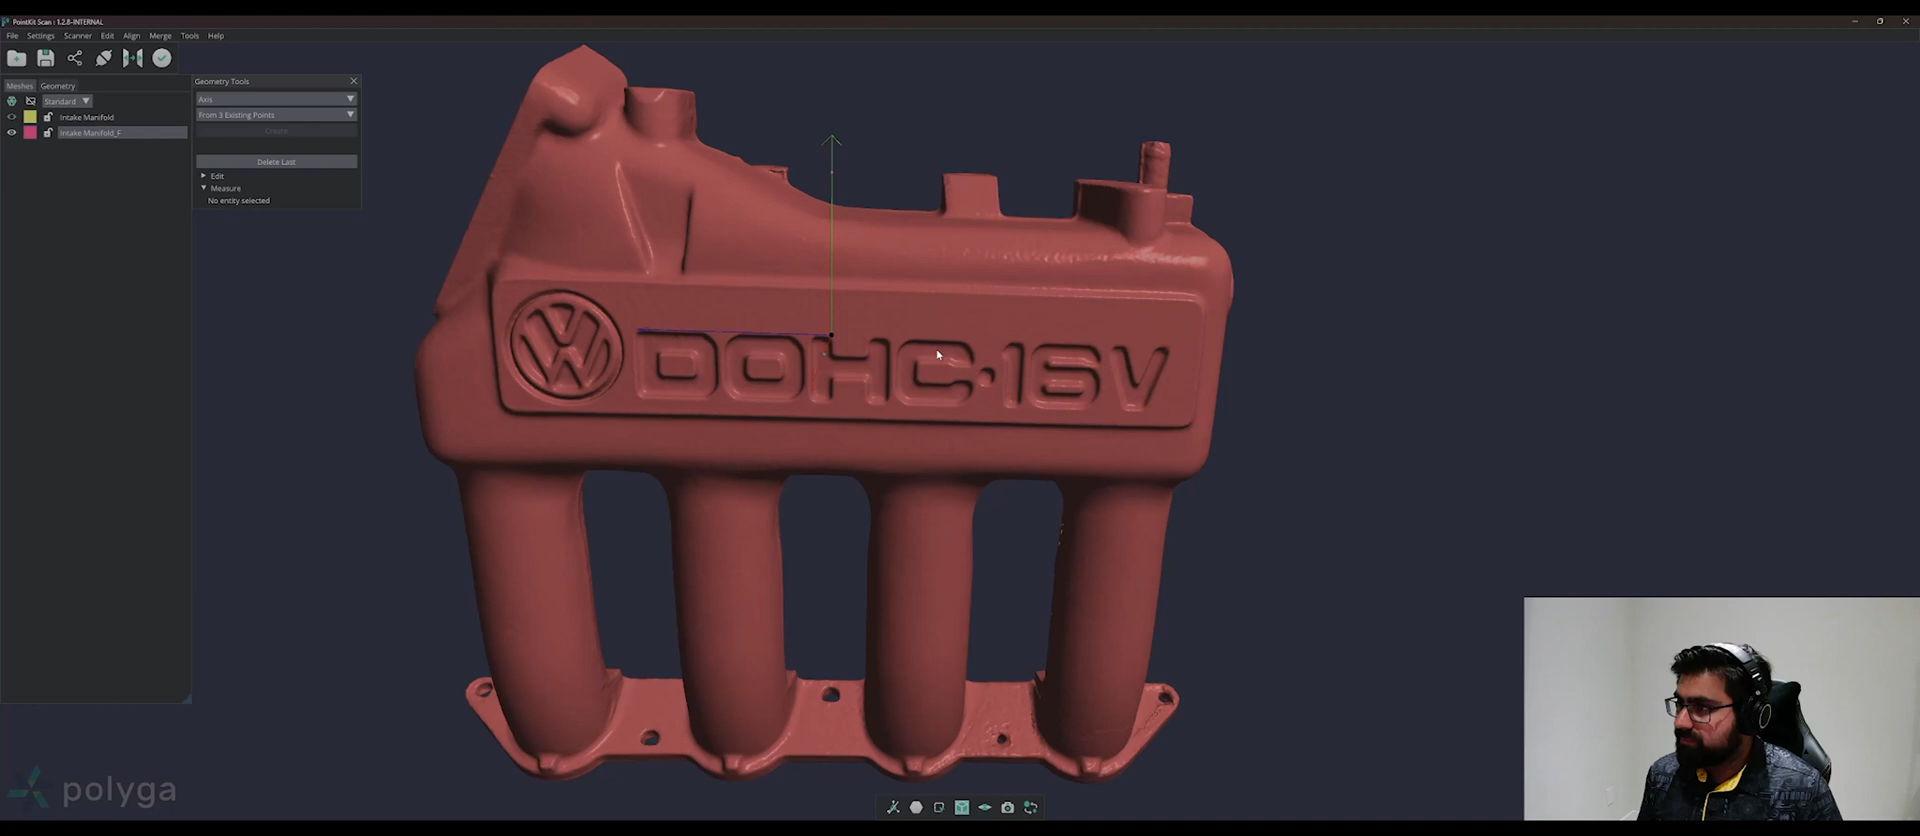 PointKit Scan : 1.2.8-INTERNAL
File Settings Scanner Edit Align Merge Tools Help
Meshes Geometry
Standard
Intake Manifold
Intake Manifold_F
Geometry Tools
Axis
From 3 Existing Points
Create
Delete Last
Edit
Measure
No entity selected
DOHC·16V
polyga